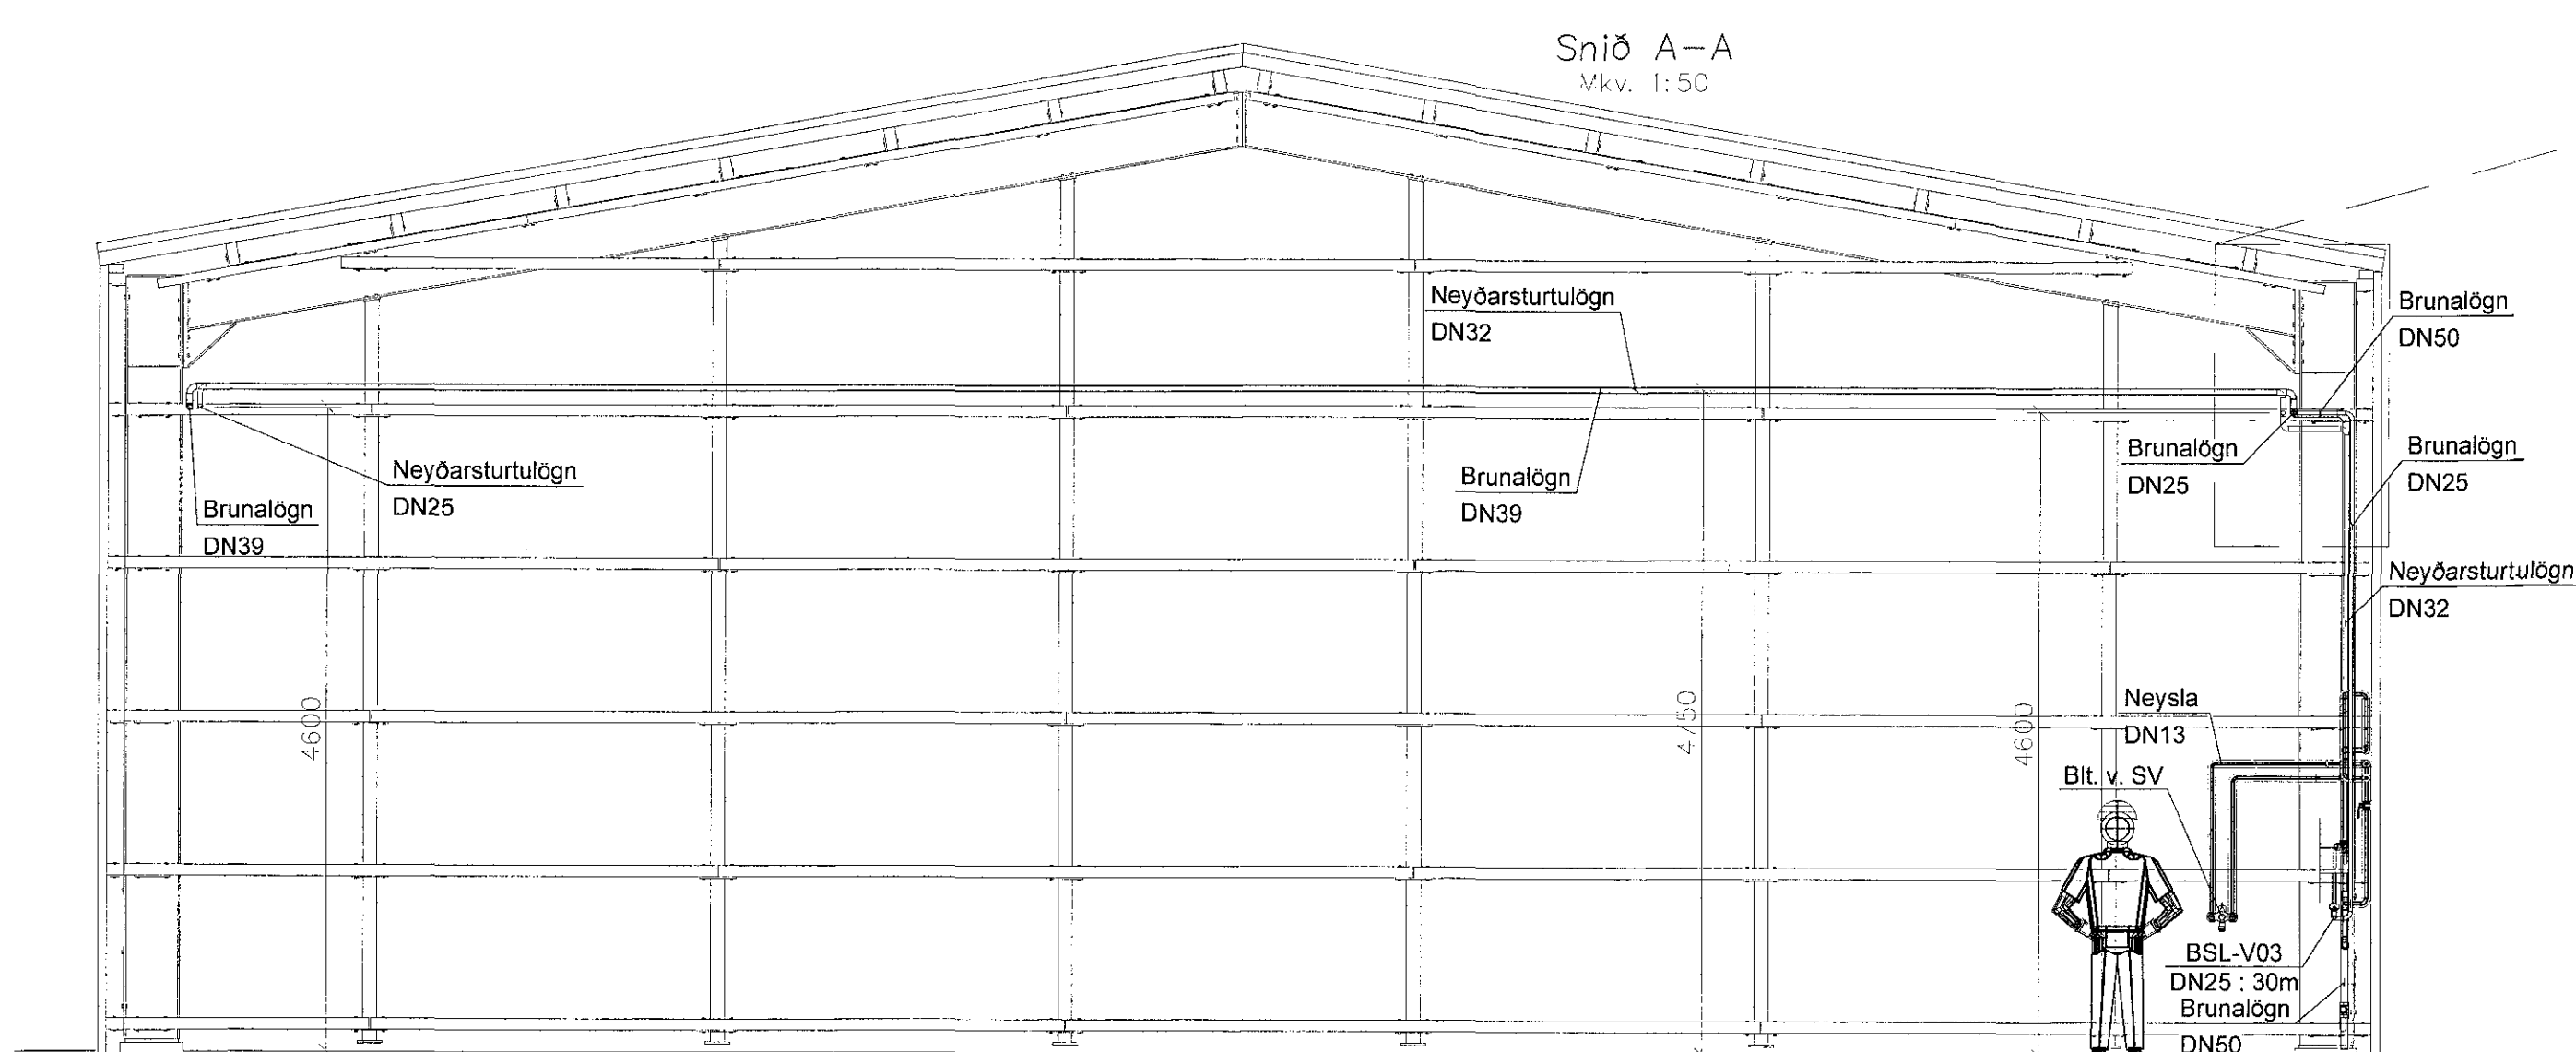 Snið A-A
Mkv. 1:50
Neyðarsturtulögn
DN32
Brunalögn
DN50
Neyðarsturtulögn
DN25
Brunalögn
DN39
Brunalögn
DN39
Brunalögn
DN25
Brunalögn
DN25
Neyðarsturtulögn
DN32
4600
4750
4600
Neysla
DN13
Blt. v. SV
BSL-V03
DN25 : 30m
Brunalögn
DN50